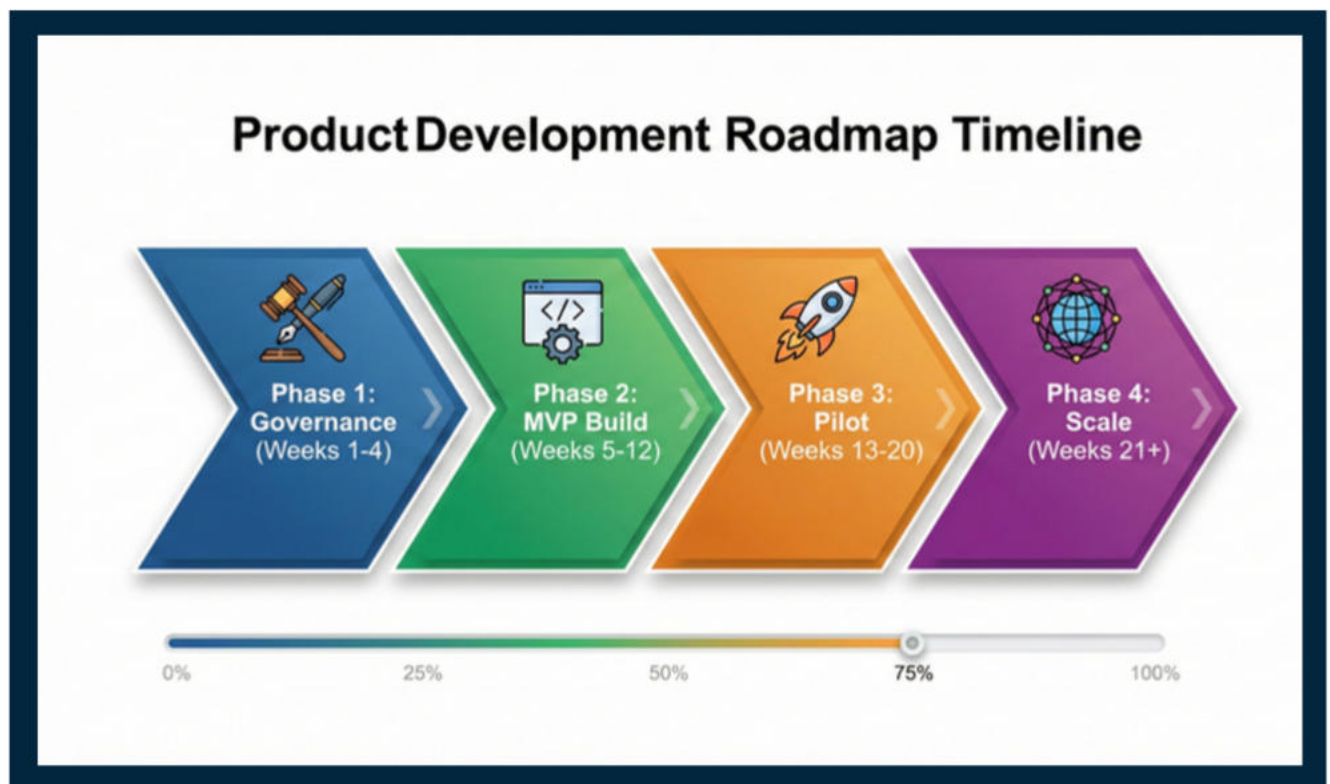 Product Development Roadmap Timeline
</>
Phase 1:
Governance
(Weeks 1-4)
Phase 2:
MVP Build
(Weeks 5-12)
Phase 3:
Pilot
(Weeks 13-20)
Phase 4:
Scale
(Weeks 21+)
0% 25% 50% 75% 100%